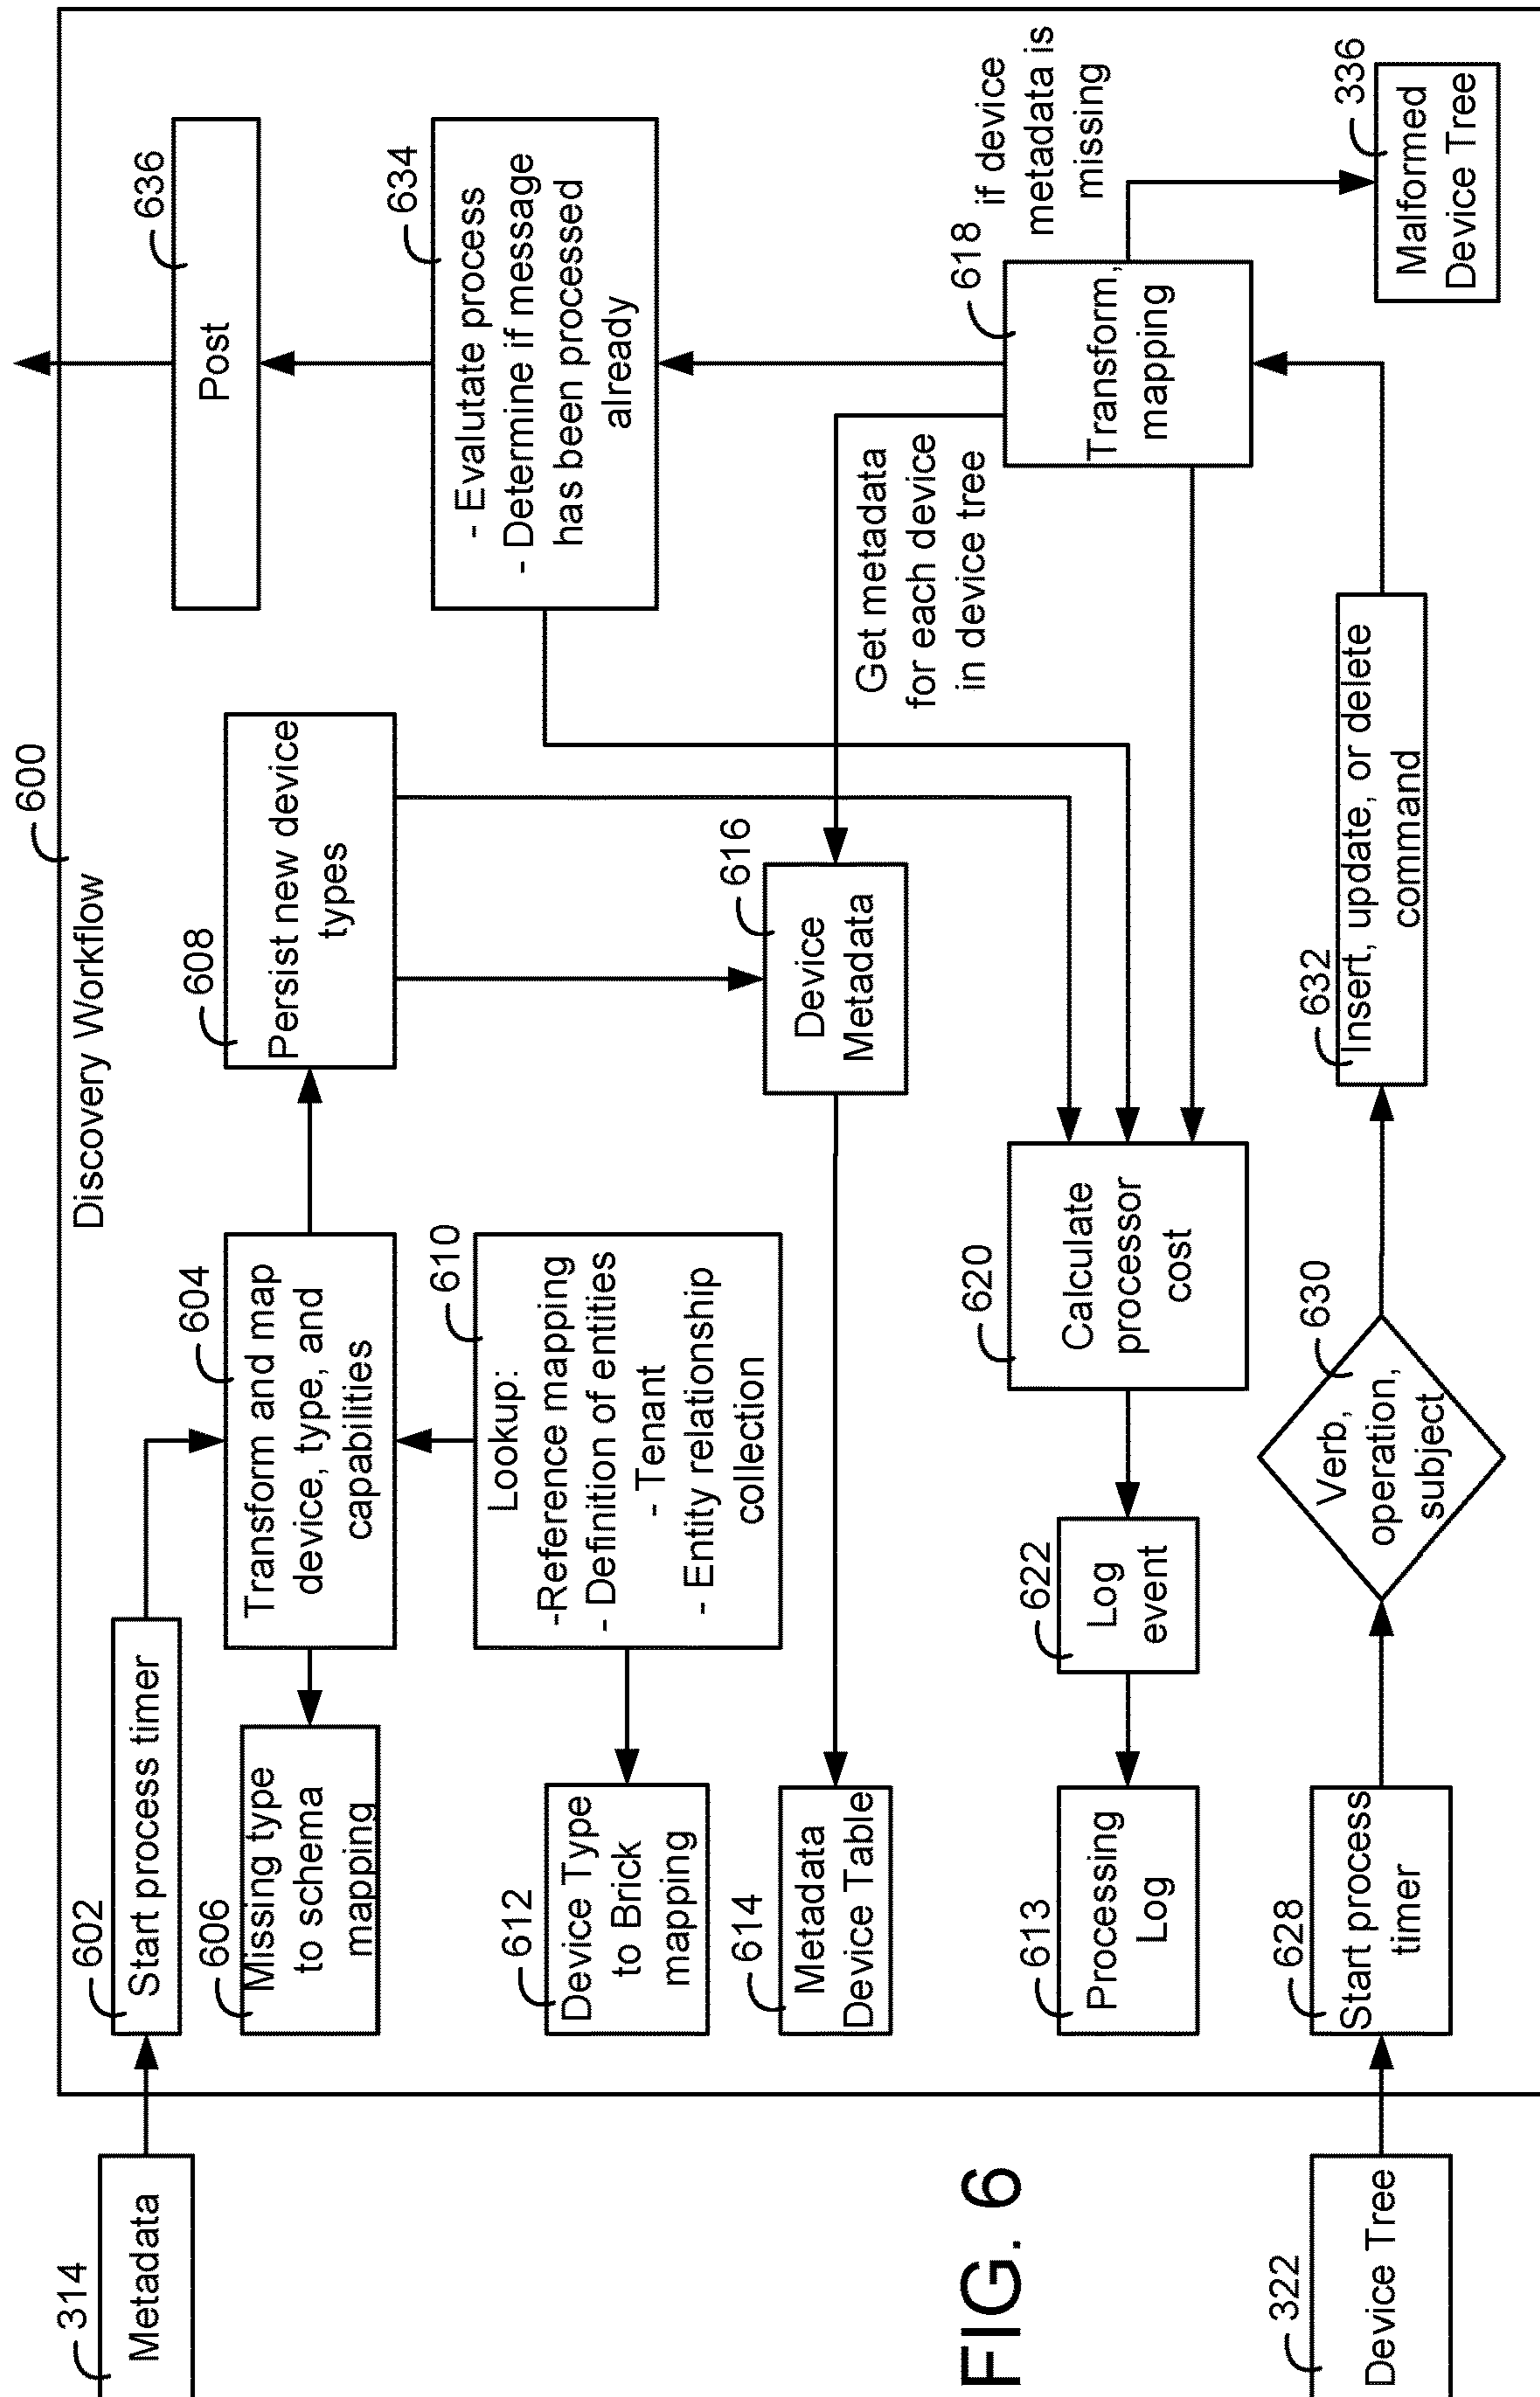 600
Discovery Workflow
314
Metadata
602
Start process timer
604
Transform and map
device, type, and
capabilities
606
Missing type
to schema
mapping
608
Persist new device
types
610
Lookup:
-Reference mapping
- Definition of entities
- Tenant
- Entity relationship
collection
612
Device Type
to Brick
mapping
614
Metadata
Device Table
616
Device
Metadata
Get metadata
for each device
in device tree
636
Post
634
- Evalutate process
- Determine if message
has been processed
already
618
Transform,
mapping
if device
metadata is
missing
336
Malformed
Device Tree
613
Processing
Log
622
Log
event
620
Calculate
processor
cost
322
Device Tree
628
Start process
timer
630
Verb,
operation,
subject
632
Insert, update, or delete
command
FIG. 6